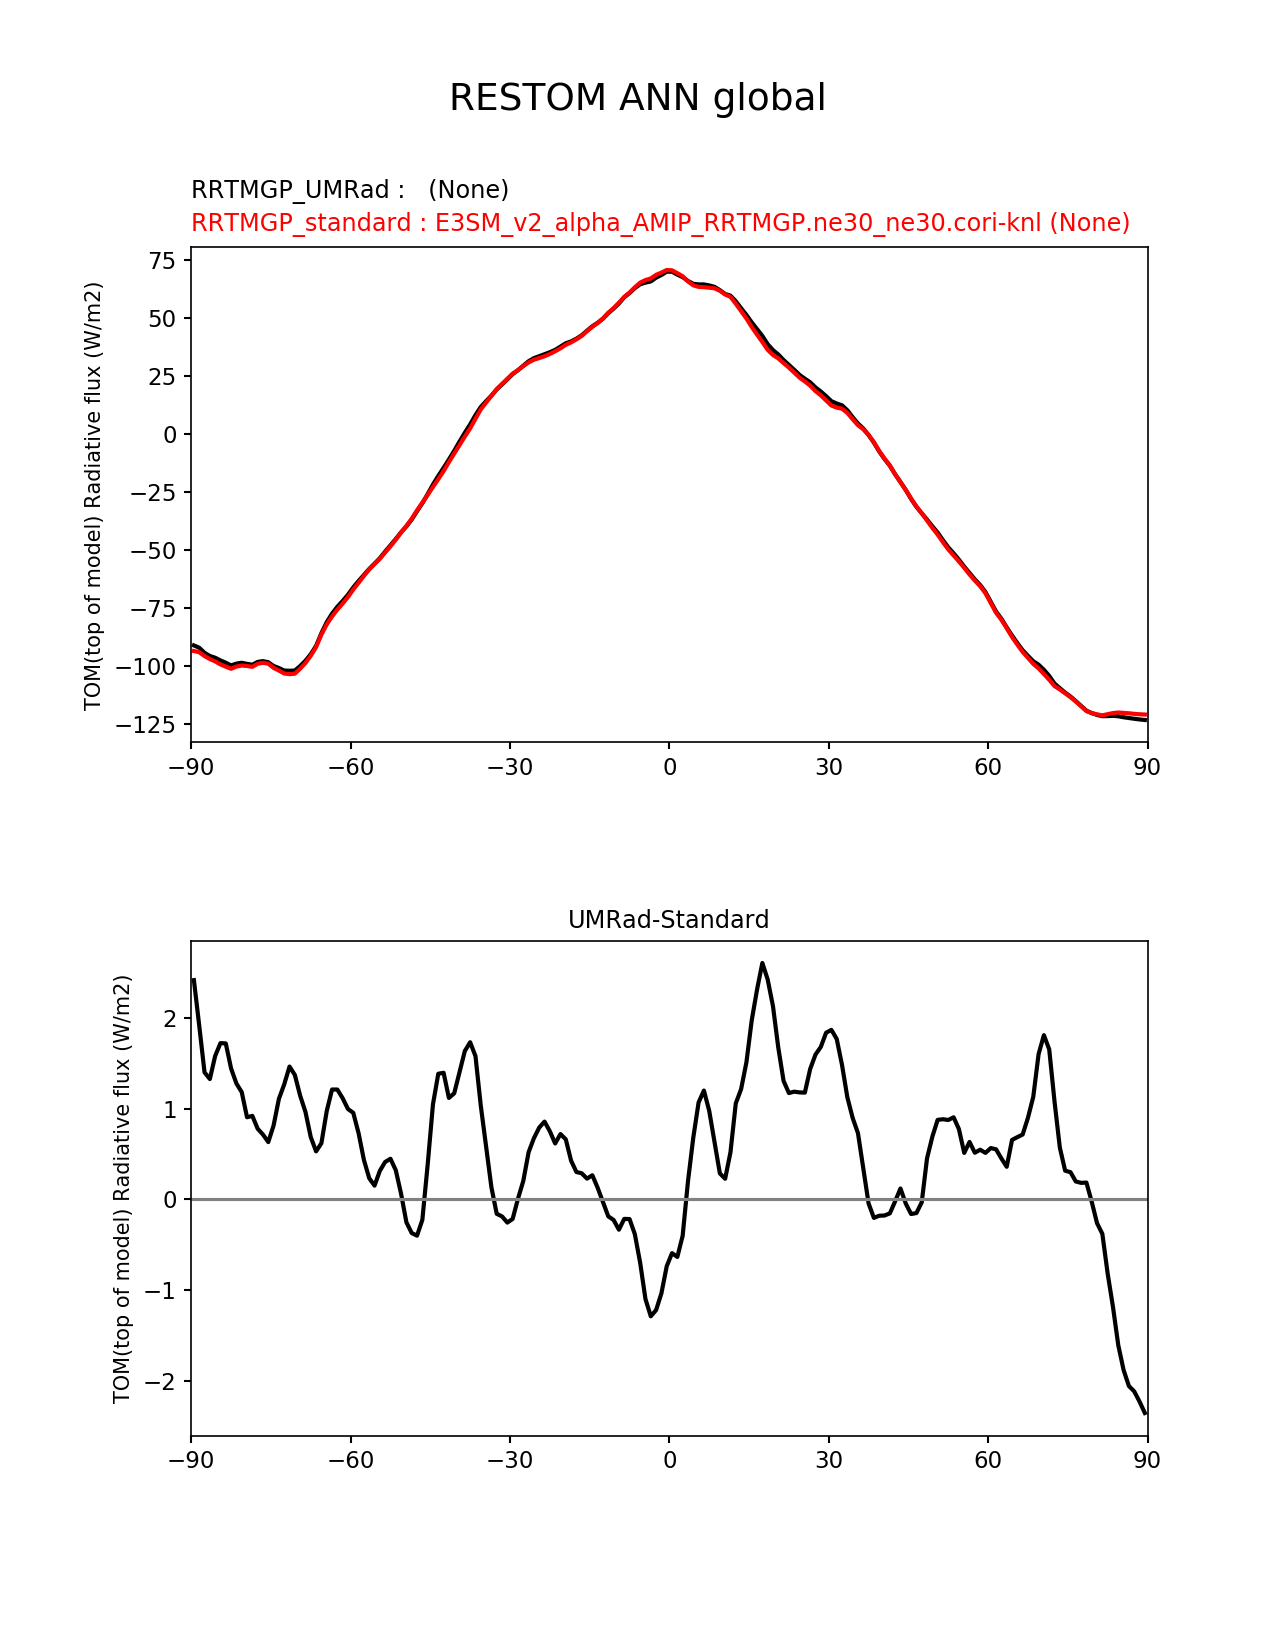 RESTOM ANN global
RRTMGP_UMRad :   (None)
RRTMGP_standard : E3SM_v2_alpha_AMIP_RRTMGP.ne30_ne30.cori-knl (None)
TOM(top of model) Radiative flux (W/m2)
75
50
25
0
−25
−50
−75
−100
−125
−90 −60 −30 0 30 60 90
UMRad-Standard
TOM(top of model) Radiative flux (W/m2)
2
1
0
−1
−2
−90 −60 −30 0 30 60 90